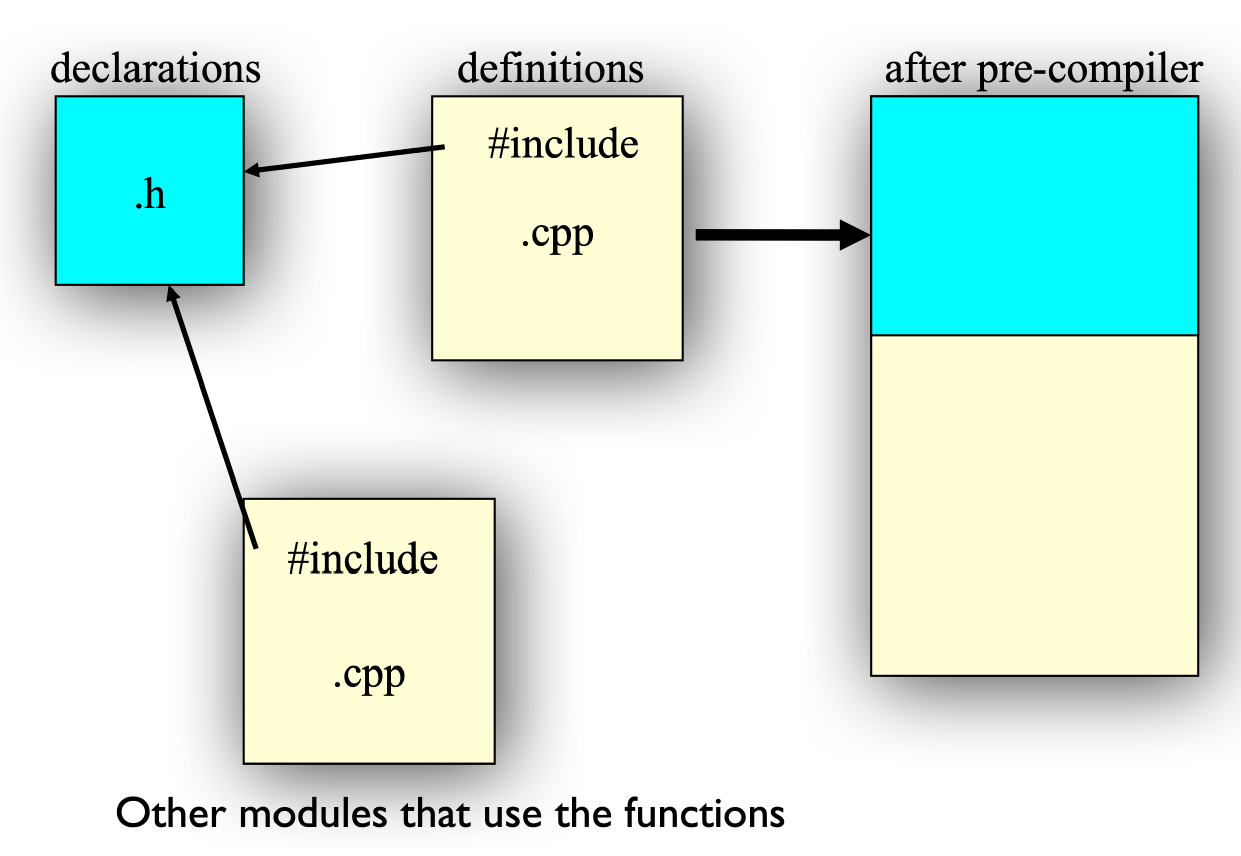 declarations
definitions
after pre-compiler
.h
#include
.cpp
#include
.cpp
Other modules that use the functions